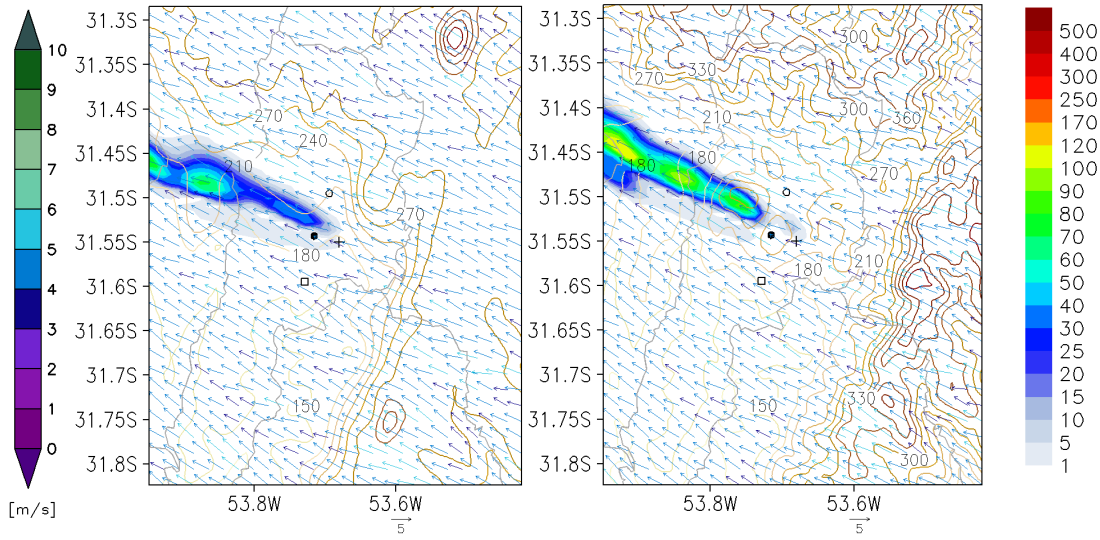 10
9
8
7
6
5
4
3
2
1
0
[m/s]
31.3S
31.35S
31.4S
31.45S
31.5S
31.55S
31.6S
31.65S
31.7S
31.75S
31.8S
270
240
210
270
180
150
53.8W
53.6W
5
31.3S
31.35S
31.4S
31.45S
31.5S
31.55S
31.6S
31.65S
31.7S
31.75S
31.8S
300
270
330
300
210
360
180
180
270
210
180
330
150
300
53.8W
53.6W
5
500
400
300
250
170
120
100
90
80
70
60
50
40
30
25
20
15
10
5
1